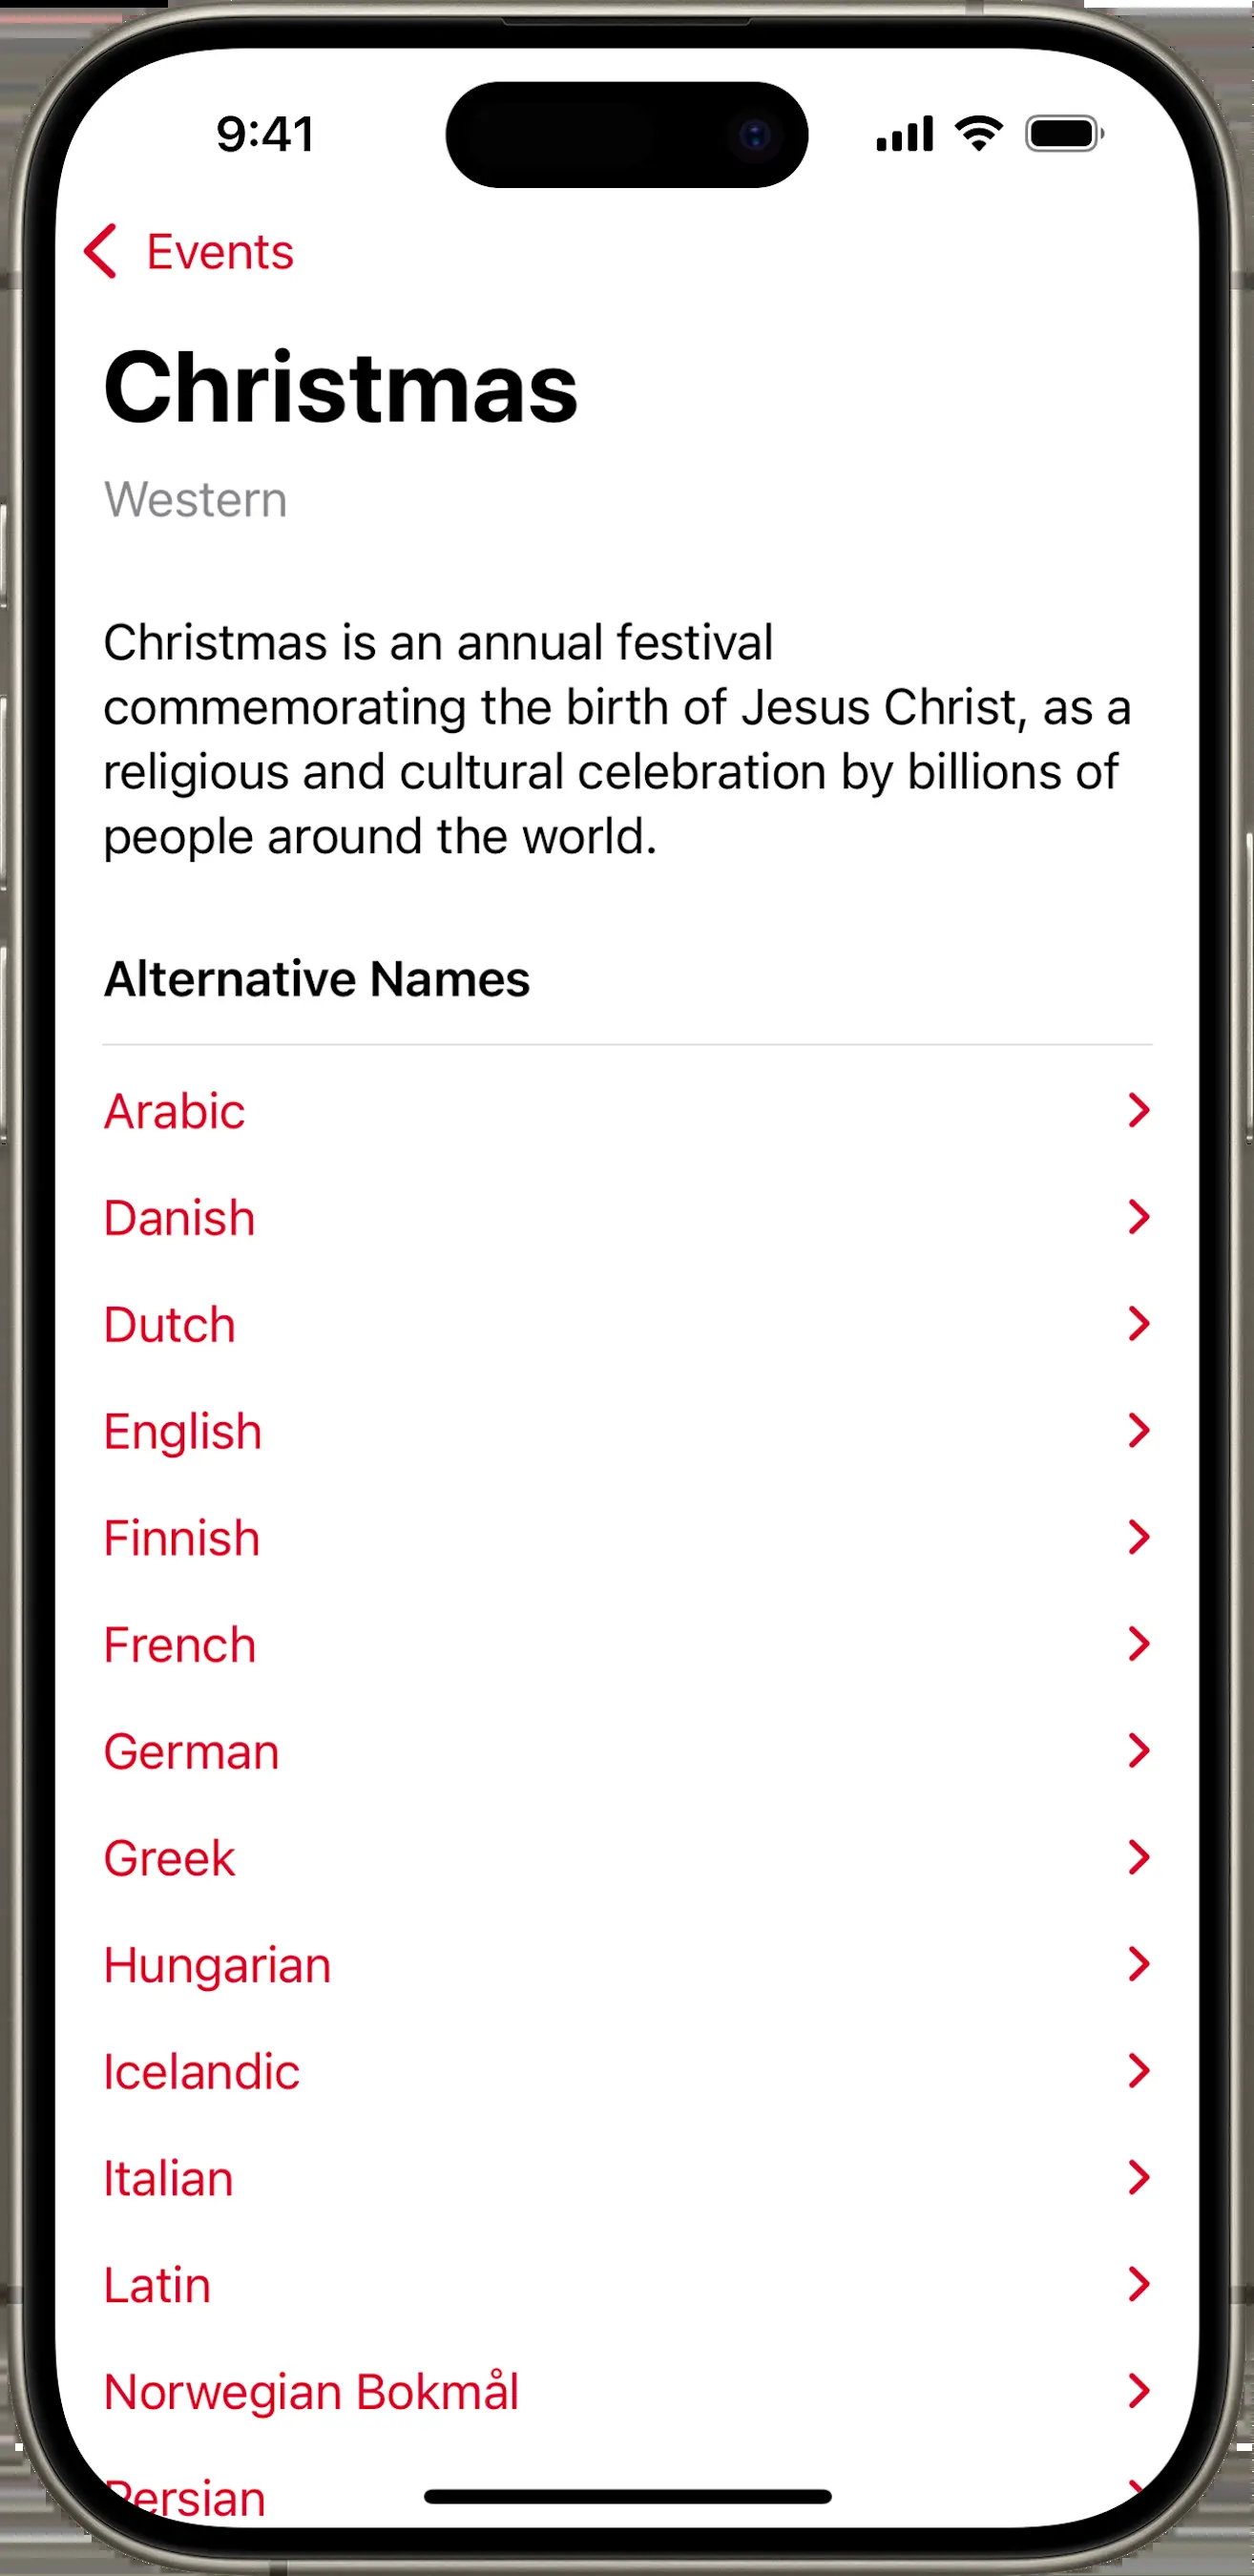 9:41
Events
Christmas
Western
Christmas is an annual festival
commemorating the birth of Jesus Christ, as a
religious and cultural celebration by billions of
people around the world.
Alternative Names
Arabic
Danish
Dutch
English
Finnish
French
German
Greek
Hungarian
Icelandic
Italian
Latin
Norwegian Bokmål
Persian